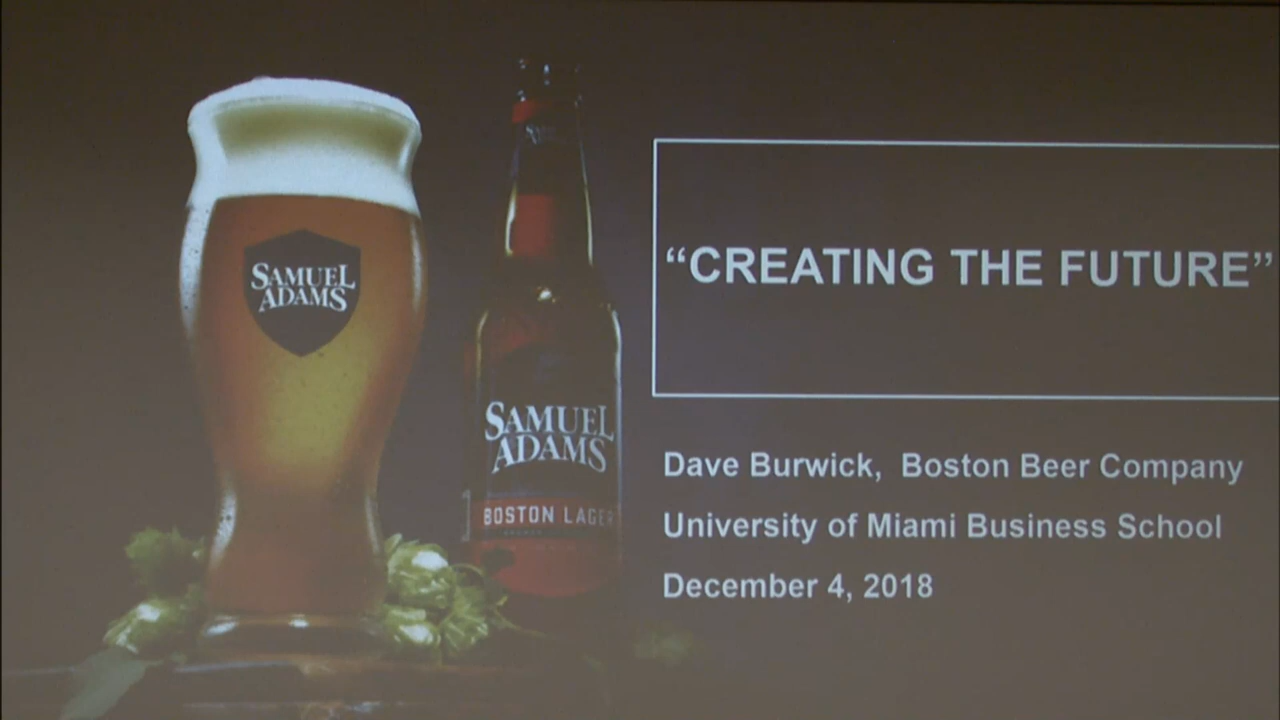 SAMUEL
ADAMS
SAMUEL
ADAMS
BOSTON LAGER
“CREATING THE FUTURE”
Dave Burwick, Boston Beer Company
University of Miami Business School
December 4, 2018